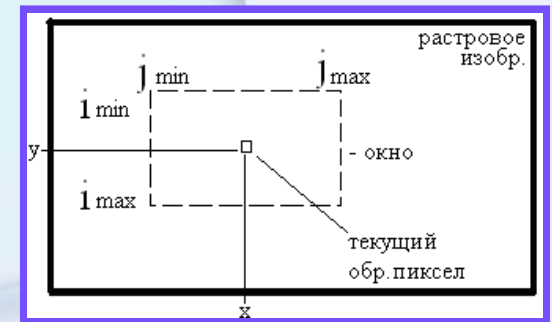 растровое
изобр.
j min
j max
i min
y
- окно
i max
текущий
обр.пиксел
x